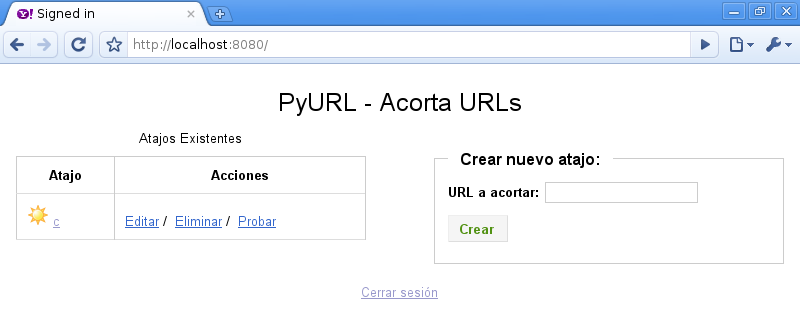 Y! Signed in
http://localhost:8080/
PyURL - Acorta URLs
Atajos Existentes
Atajo Acciones
c Editar / Eliminar / Probar
Crear nuevo atajo:
URL a acortar:
Crear
Cerrar sesión